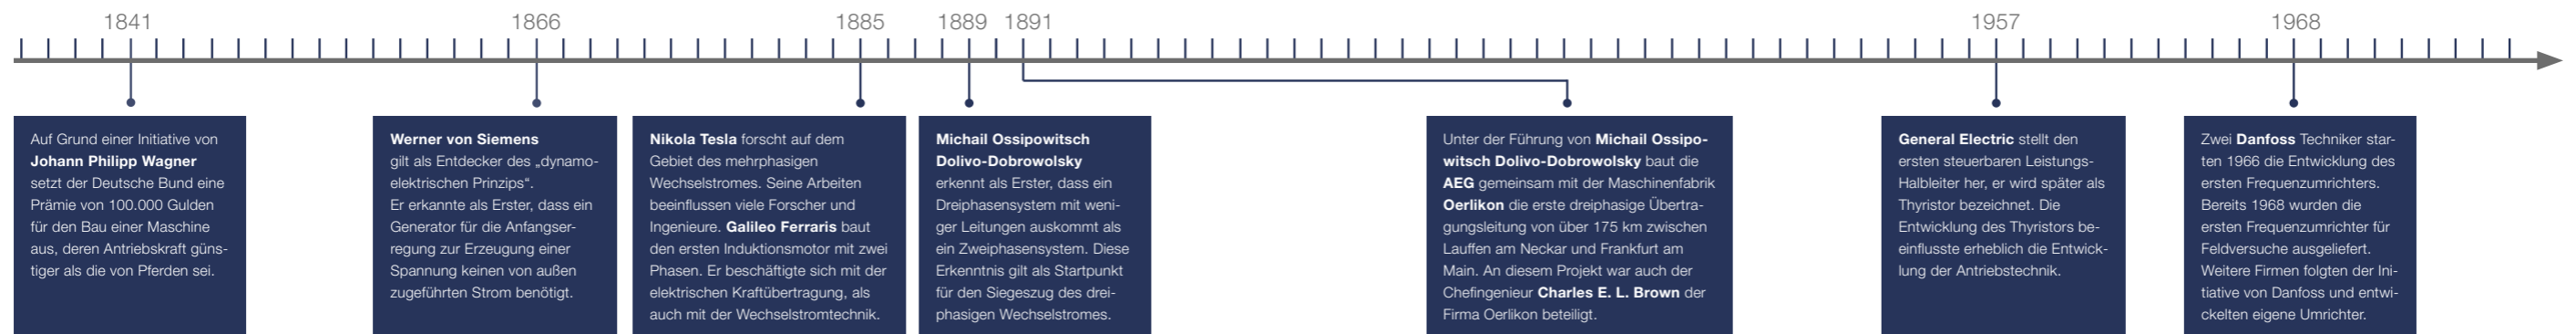 1841
1866
1885
1889
1891
1957
1968
Auf Grund einer Initiative von
Johann Philipp Wagner
setzt der Deutsche Bund eine
Prämie von 100.000 Gulden
für den Bau einer Maschine
aus, deren Antriebskraft güns-
tiger als die von Pferden sei.
Werner von Siemens
gilt als Entdecker des „dynamo-
elektrischen Prinzips“.
Er erkannte als Erster, dass ein
Generator für die Anfangser-
regung zur Erzeugung einer
Spannung keinen von außen
zugeführten Strom benötigt.
Nikola Tesla forscht auf dem
Gebiet des mehrphasigen
Wechselstromes. Seine Arbeiten
beeinflussen viele Forscher und
Ingenieure. Galileo Ferraris baut
den ersten Induktionsmotor mit zwei
Phasen. Er beschäftigte sich mit der
elektrischen Kraftübertragung, als
auch mit der Wechselstromtechnik.
Michail Ossipowitsch
Dolivo-Dobrowolsky
erkennt als Erster, dass ein
Dreiphasensystem mit weni-
ger Leitungen auskommt als
ein Zweiphasensystem. Diese
Erkenntnis gilt als Startpunkt
für den Siegeszug des drei-
phasigen Wechselstromes.
Unter der Führung von Michail Ossipo-
witsch Dolivo-Dobrowolsky baut die
AEG gemeinsam mit der Maschinenfabrik
Oerlikon die erste dreiphasige Übertra-
gungsleitung von über 175 km zwischen
Lauffen am Neckar und Frankfurt am
Main. An diesem Projekt war auch der
Chefingenieur Charles E. L. Brown der
Firma Oerlikon beteiligt.
General Electric stellt den
ersten steuerbaren Leistungs-
Halbleiter her, er wird später als
Thyristor bezeichnet. Die
Entwicklung des Thyristors be-
einflusste erheblich die Entwick-
lung der Antriebstechnik.
Zwei Danfoss Techniker star-
ten 1966 die Entwicklung des
ersten Frequenzumrichters.
Bereits 1968 wurden die
ersten Frequenzumrichter für
Feldversuche ausgeliefert.
Weitere Firmen folgten der Ini-
tiative von Danfoss und entwi-
ckelten eigene Umrichter.